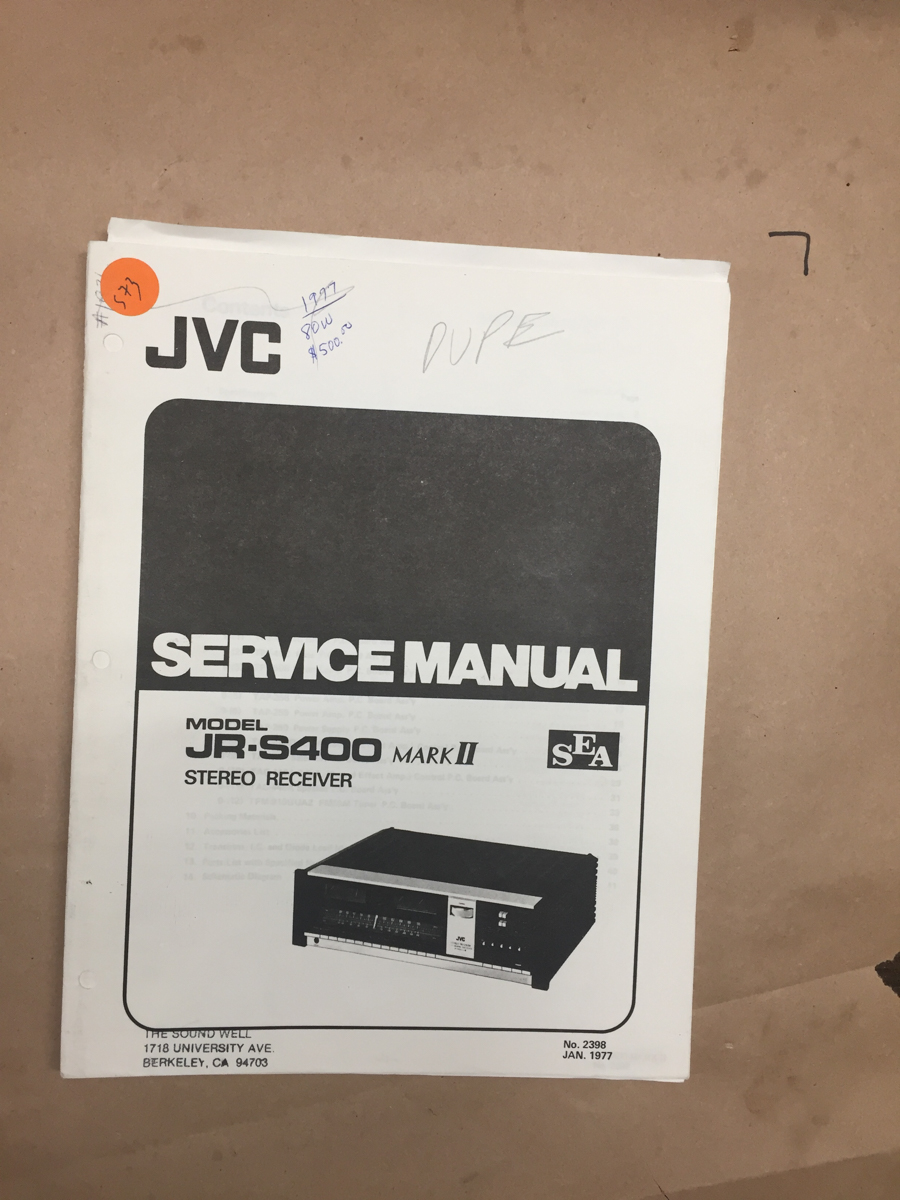 573
1977
80W
$500.00
DUPE
JVC
SERVICE MANUAL
MODEL
JR-S400 MARK II
SEA
STEREO RECEIVER
JVC
THE SOUND WELL
1718 UNIVERSITY AVE.
BERKELEY, CA 94703
No. 2398
JAN. 1977